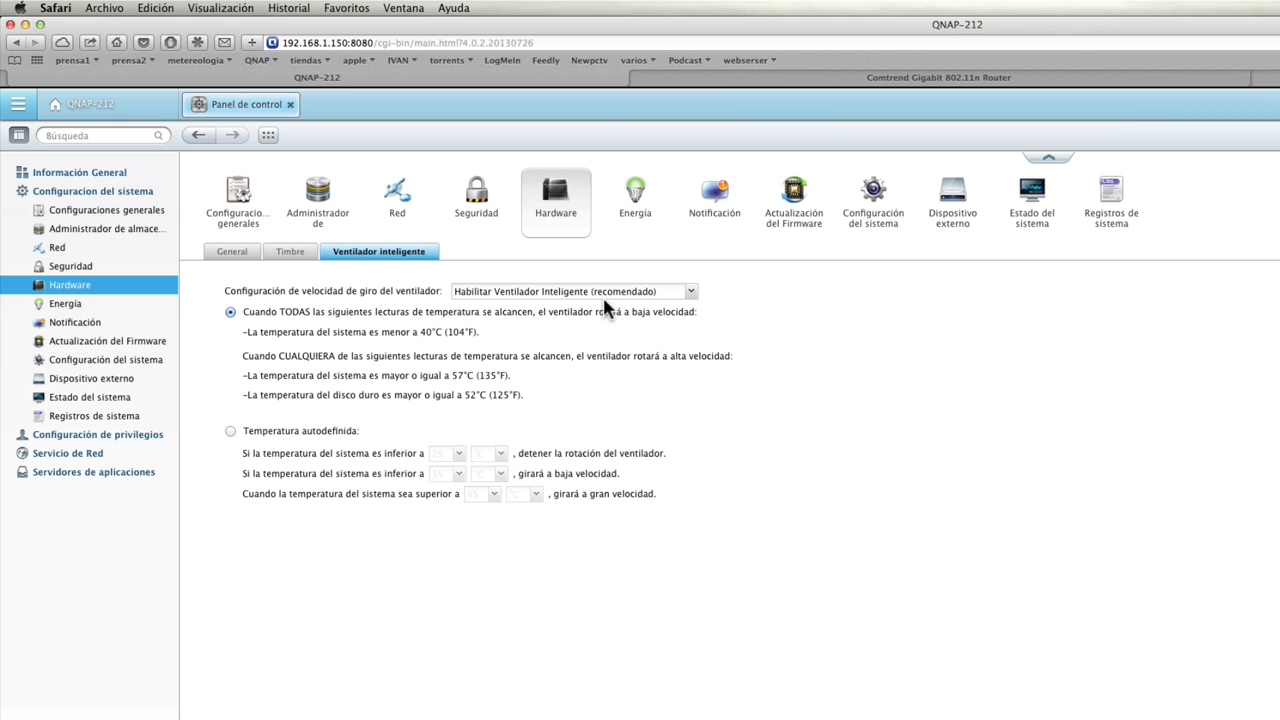 Safari Archivo Edición Visualización Historial Favoritos Ventana Ayuda
QNAP-212
192.168.1.150:8080/cgi-bin/main.html?4.0.2.20130726
prensa1 prensa2 metereologia QNAP tiendas apple IVAN torrents LogMeIn Feedly Newpctv varios Podcast webserser
QNAP-212 Comtrend Gigabit 802.11n Router
QNAP-212 Panel de control
Búsqueda
Información General
Configuracion del sistema
Configuraciones generales
Administrador de almace...
Red
Seguridad
Hardware
Energía
Notificación
Actualización del Firmware
Configuración del sistema
Dispositivo externo
Estado del sistema
Registros de sistema
Configuración de privilegios
Servicio de Red
Servidores de aplicaciones
Configuracio... generales
Administrador de
Red
Seguridad
Hardware
Energía
Notificación
Actualización del Firmware
Configuración del sistema
Dispositivo externo
Estado del sistema
Registros de sistema
General Timbre Ventilador inteligente
Configuración de velocidad de giro del ventilador: Habilitar Ventilador Inteligente (recomendado)
Cuando TODAS las siguientes lecturas de temperatura se alcancen, el ventilador rotará a baja velocidad:
-La temperatura del sistema es menor a 40°C (104°F).
Cuando CUALQUIERA de las siguientes lecturas de temperatura se alcancen, el ventilador rotará a alta velocidad:
-La temperatura del sistema es mayor o igual a 57°C (135°F).
-La temperatura del disco duro es mayor o igual a 52°C (125°F).
Temperatura autodefinida:
Si la temperatura del sistema es inferior a 25 °C , detener la rotación del ventilador.
Si la temperatura del sistema es inferior a 35 °C , girará a baja velocidad.
Cuando la temperatura del sistema sea superior a 45 °C , girará a gran velocidad.